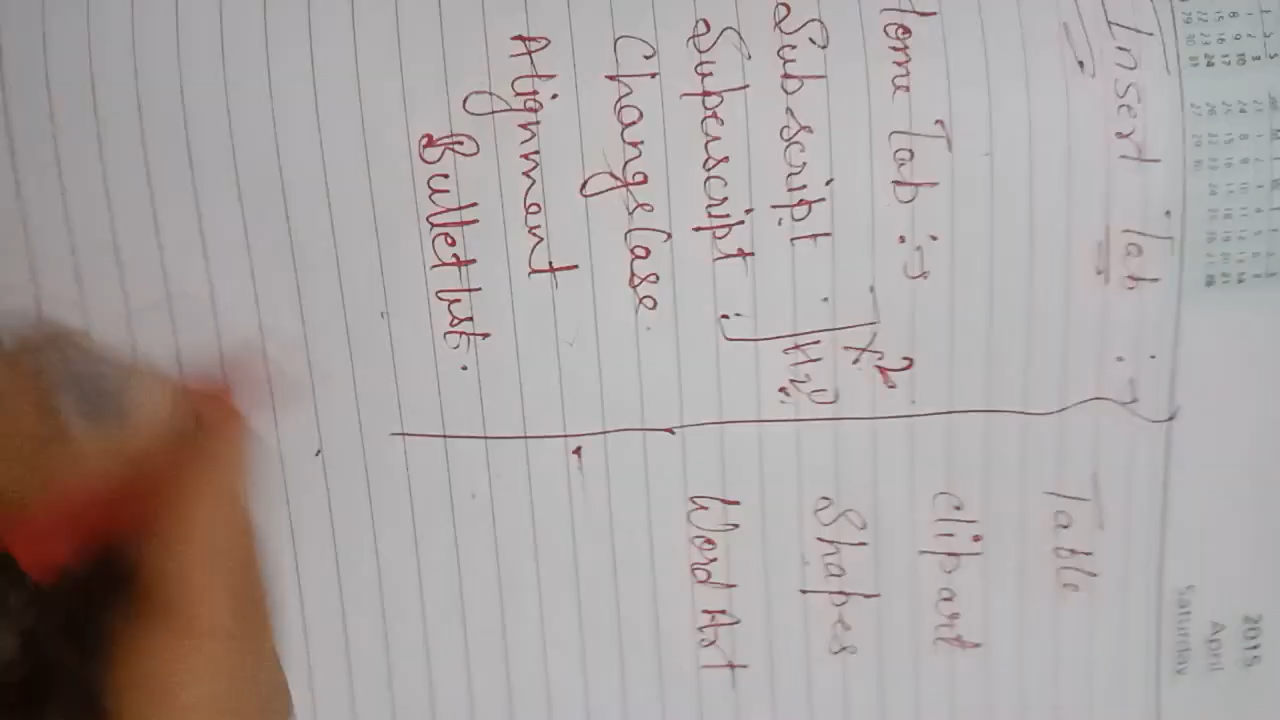 2015
April
Saturday
Insert Tab :-
Table
Home Tab :-
Clipart
x2
Subscript
H2O
Shapes
Superscript :
Word Art
Change Case.
Alignment
Bullet list.